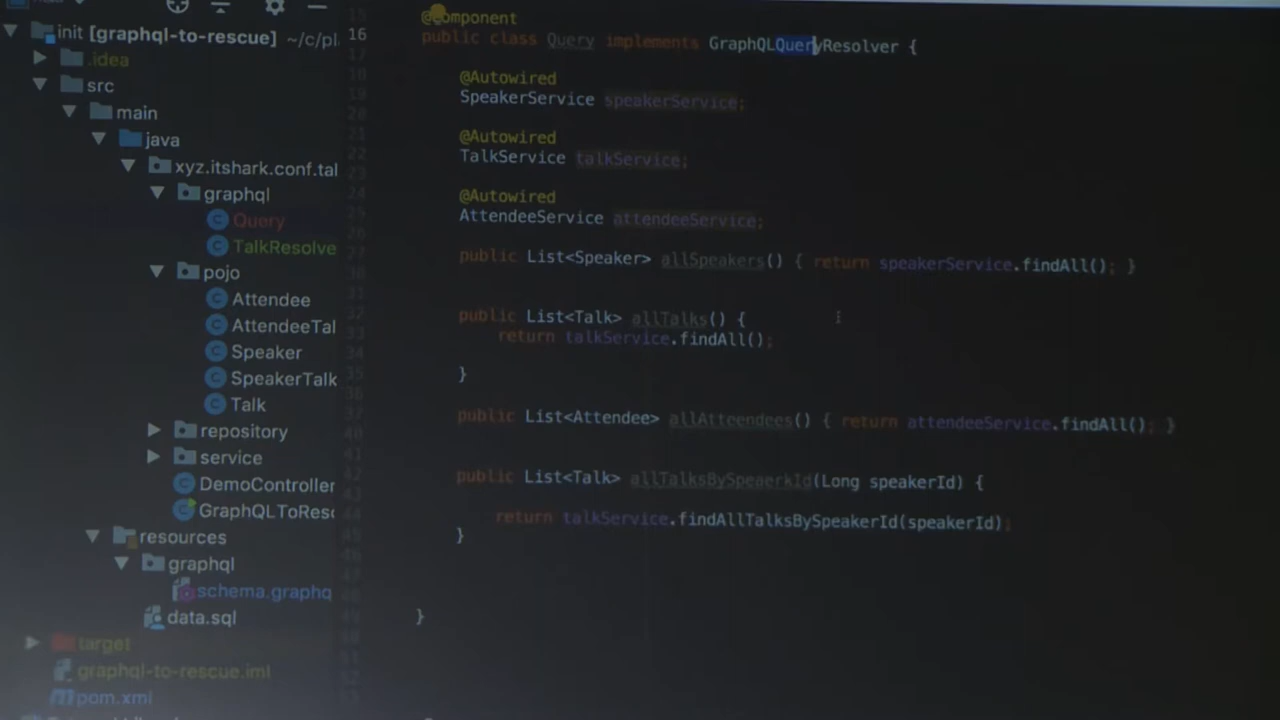 init [graphql-to-rescue] ~/c/pl
.idea
src
main
java
xyz.itshark.conf.tal
graphql
Query
TalkResolve
pojo
Attendee
AttendeeTal
Speaker
SpeakerTalk
Talk
repository
service
DemoController
GraphQLToResc
resources
graphql
schema.graphq
data.sql
target
graphql-to-rescue.iml
pom.xml
@Component
16 public class Query implements GraphQLQueryResolver {
@Autowired
SpeakerService speakerService;
@Autowired
TalkService talkService;
@Autowired
AttendeeService attendeeService;
public List<Speaker> allSpeakers() { return speakerService.findAll(); }
public List<Talk> allTalks() {
return talkService.findAll();
}
public List<Attendee> allAtteendees() { return attendeeService.findAll(); }
public List<Talk> allTalksBySpeaerkId(Long speakerId) {
return talkService.findAllTalksBySpeakerId(speakerId);
}
}